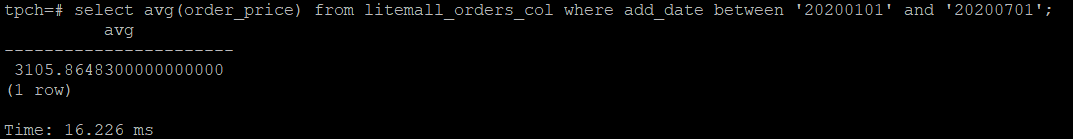 tpch=# select avg(order_price) from litemall_orders_col where add_date between '20200101' and '20200701';
avg
------------------------
3105.8648300000000000
(1 row)
Time: 16.226 ms